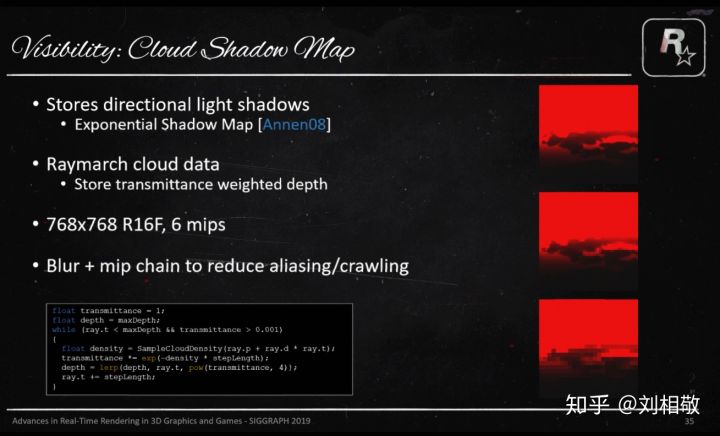 Visibility: Cloud Shadow Map
R
• Stores directional light shadows
• Exponential Shadow Map [Annen08]
• Raymarch cloud data
• Store transmittance weighted depth
• 768x768 R16F, 6 mips
• Blur + mip chain to reduce aliasing/crawling
float transmittance = 1;
float depth = maxDepth;
while (ray.t < maxDepth && transmittance > 0.001)
{
float density = SampleCloudDensity(ray.p + ray.d * ray.t);
transmittance *= exp(-density * stepLength);
depth = lerp(depth, ray.t, pow(transmittance, 4));
ray.t += stepLength;
}
知乎 @刘相敬
Advances in Real-Time Rendering in 3D Graphics and Games - SIGGRAPH 2019
35